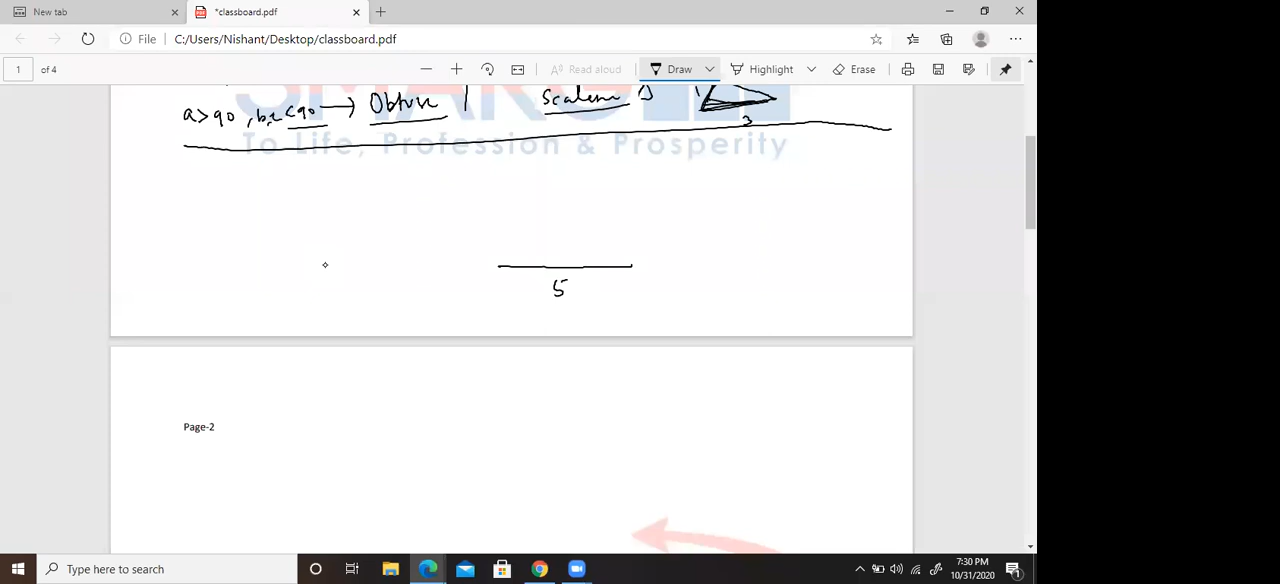 New tab
*classboard.pdf
File
C:/Users/Nishant/Desktop/classboard.pdf
1 of 4
Read aloud
Draw
Highlight
Erase
a>90, b,c <90 → Obtuse
Scalene Δ
3
To Life, Profession & Prosperity
5
Page-2
Type here to search
7:30 PM
10/31/2020
1